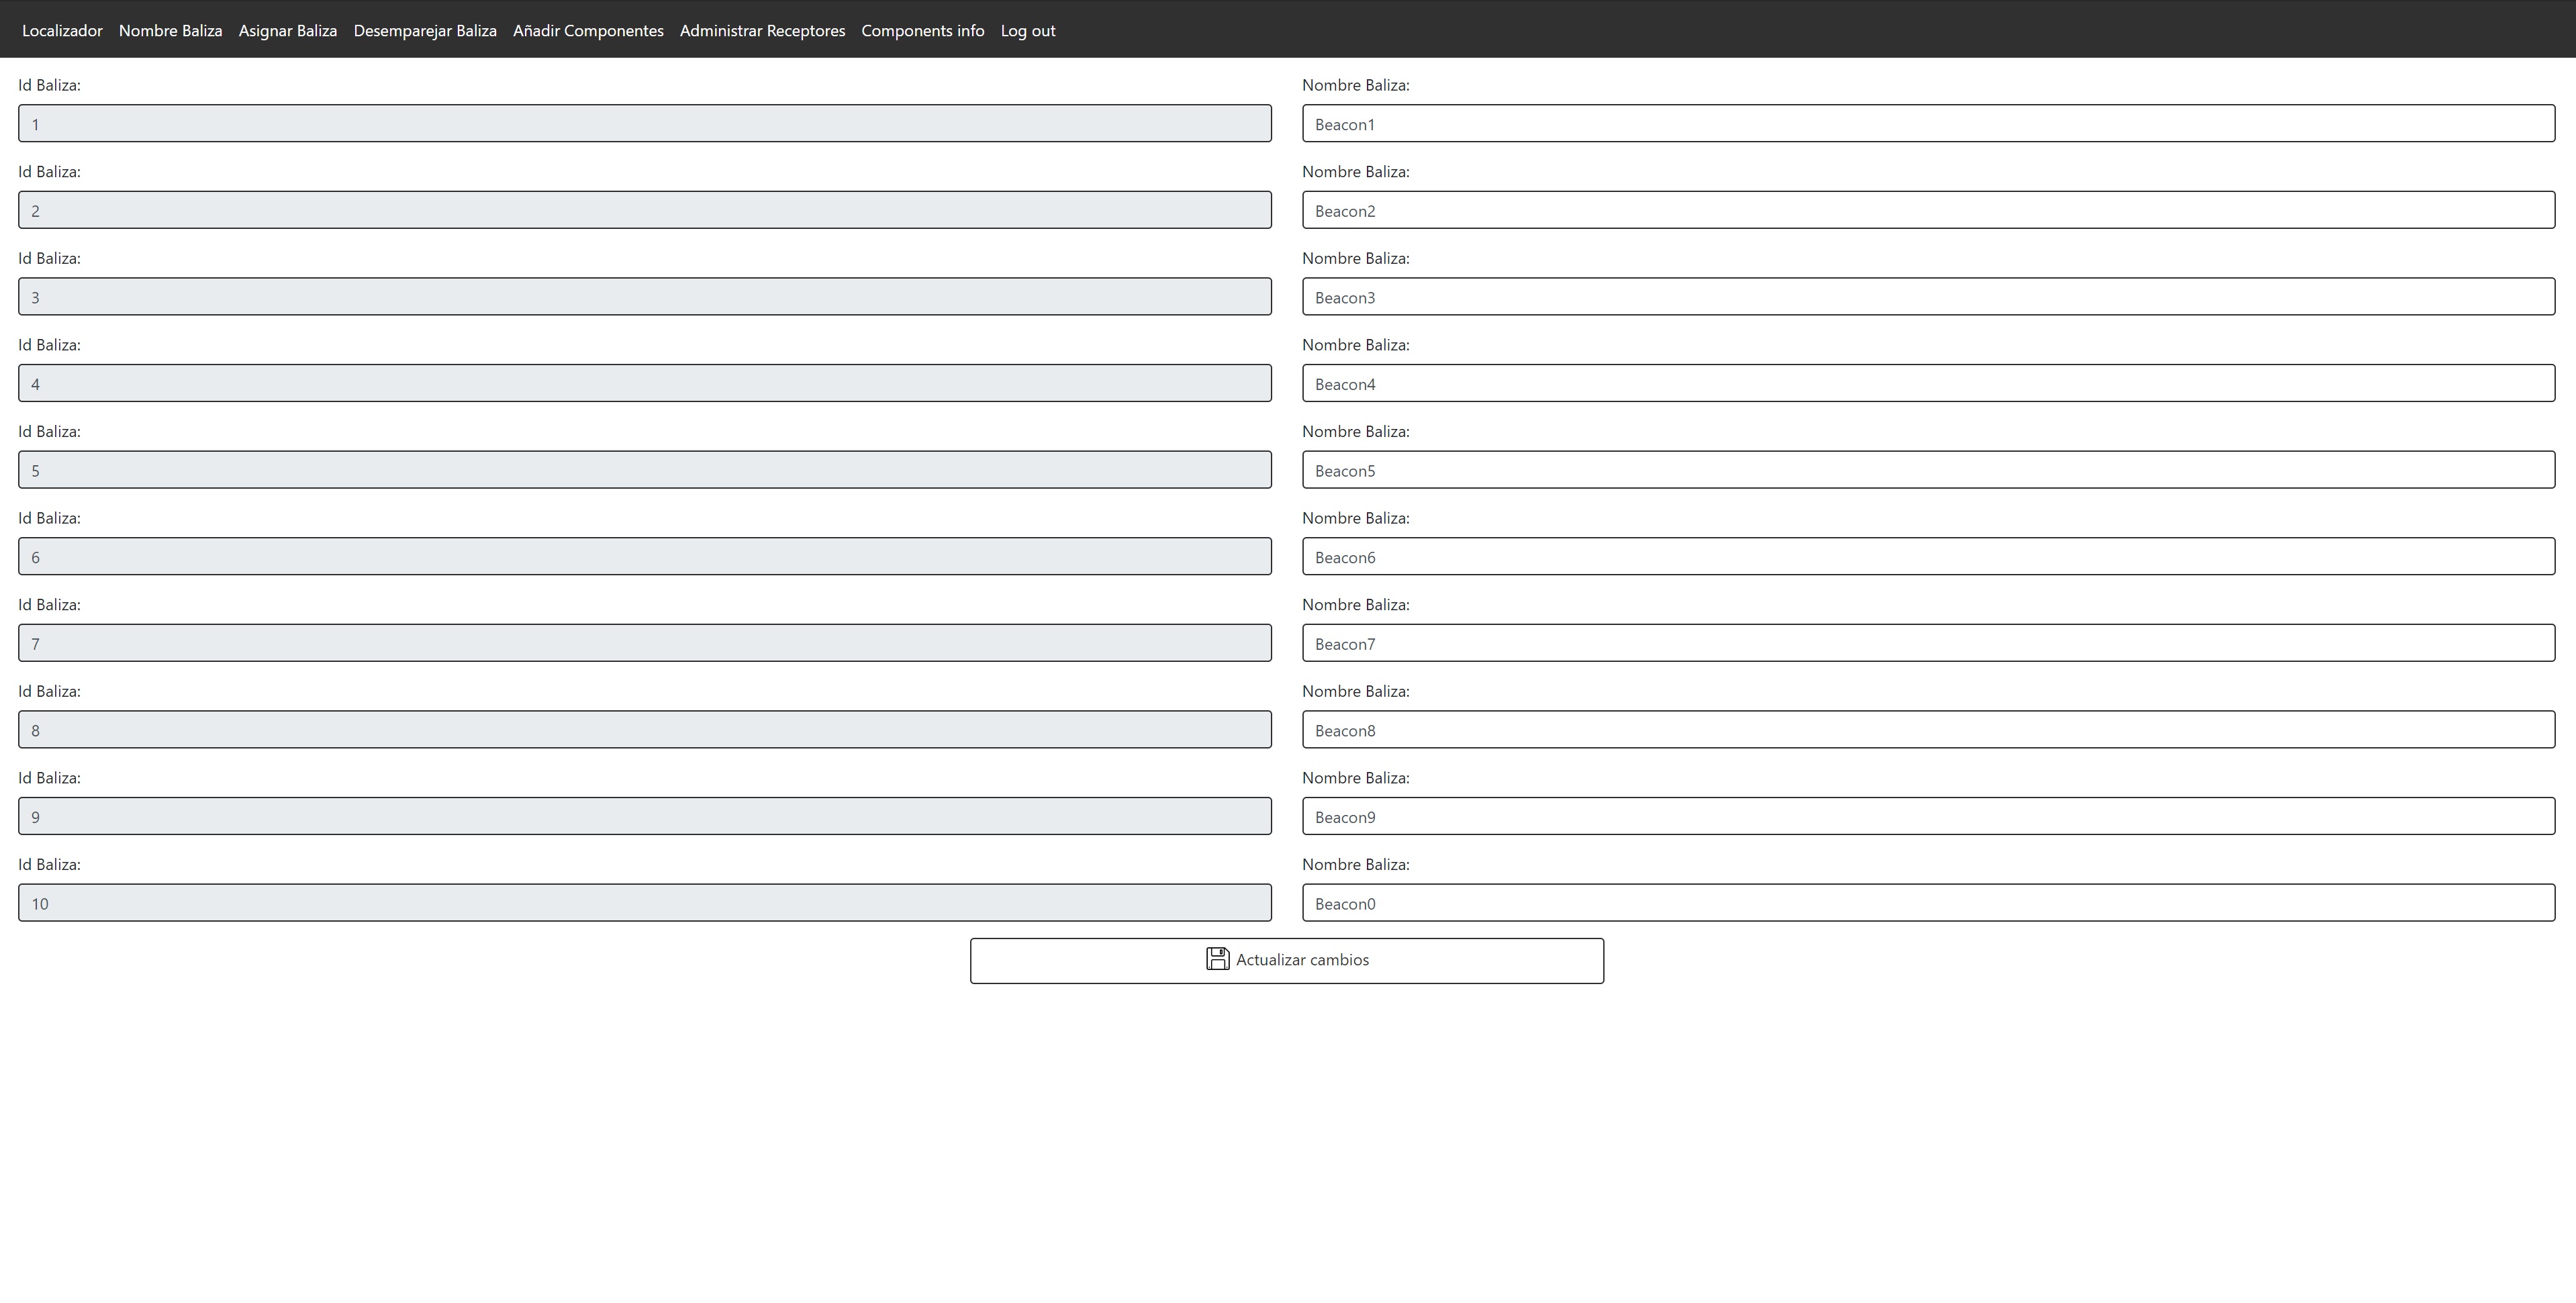 Localizador Nombre Baliza Asignar Baliza Desemparejar Baliza Añadir Componentes Administrar Receptores Components info Log out
Id Baliza: Nombre Baliza:
1 Beacon1
Id Baliza: Nombre Baliza:
2 Beacon2
Id Baliza: Nombre Baliza:
3 Beacon3
Id Baliza: Nombre Baliza:
4 Beacon4
Id Baliza: Nombre Baliza:
5 Beacon5
Id Baliza: Nombre Baliza:
6 Beacon6
Id Baliza: Nombre Baliza:
7 Beacon7
Id Baliza: Nombre Baliza:
8 Beacon8
Id Baliza: Nombre Baliza:
9 Beacon9
Id Baliza: Nombre Baliza:
10 Beacon0
Actualizar cambios